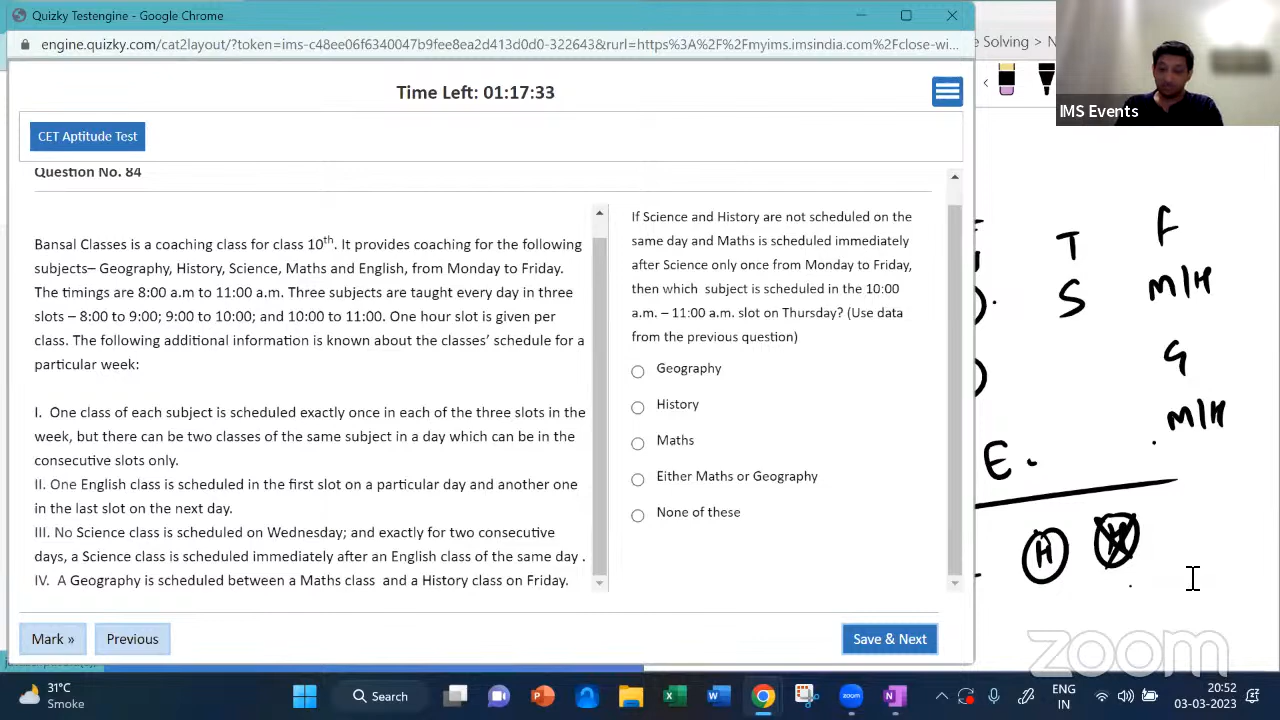 Quizky Testengine - Google Chrome
engine.quizky.com/cat2layout/?token=ims-c48ee06f6340047b9fee8ea2d413d0d0-322643&rurl=https%3A%2F%2Fmyims.imsindia.com%2Fclose-wi...
e Solving > N
Time Left: 01:17:33
IMS Events
CET Aptitude Test
Question No. 84
Bansal Classes is a coaching class for class 10th. It provides coaching for the following
subjects– Geography, History, Science, Maths and English, from Monday to Friday.
The timings are 8:00 a.m to 11:00 a.m. Three subjects are taught every day in three
slots – 8:00 to 9:00; 9:00 to 10:00; and 10:00 to 11:00. One hour slot is given per
class. The following additional information is known about the classes’ schedule for a
particular week:
I. One class of each subject is scheduled exactly once in each of the three slots in the
week, but there can be two classes of the same subject in a day which can be in the
consecutive slots only.
II. One English class is scheduled in the first slot on a particular day and another one
in the last slot on the next day.
III. No Science class is scheduled on Wednesday; and exactly for two consecutive
days, a Science class is scheduled immediately after an English class of the same day .
IV. A Geography is scheduled between a Maths class and a History class on Friday.
If Science and History are not scheduled on the
same day and Maths is scheduled immediately
after Science only once from Monday to Friday,
then which subject is scheduled in the 10:00
a.m. – 11:00 a.m. slot on Thursday? (Use data
from the previous question)
Geography
History
Maths
Either Maths or Geography
None of these
T F
S M/H
G
M/H
E
H H
Mark » Previous Save & Next
zoom
31°C
Smoke
Search
ENG
IN
20:52
03-03-2023